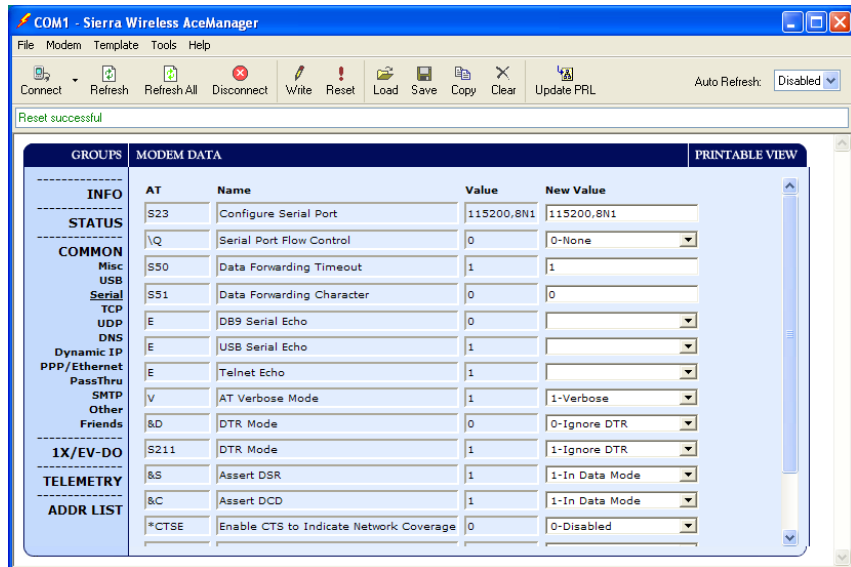 COM1 - Sierra Wireless AceManager
File Modem Template Tools Help
Connect Refresh Refresh All Disconnect Write Reset Load Save Copy Clear Update PRL Auto Refresh: Disabled
Reset successful
GROUPS MODEM DATA PRINTABLE VIEW
INFO
STATUS
COMMON
Misc
USB
Serial
TCP
UDP
DNS
Dynamic IP
PPP/Ethernet
PassThru
SMTP
Other
Friends
1X/EV-DO
TELEMETRY
ADDR LIST
AT Name Value New Value
S23 Configure Serial Port 115200,8N1 115200,8N1
\Q Serial Port Flow Control 0 0-None
S50 Data Forwarding Timeout 1 1
S51 Data Forwarding Character 0 0
E DB9 Serial Echo 0
E USB Serial Echo 1
E Telnet Echo 1
V AT Verbose Mode 1 1-Verbose
&D DTR Mode 0 0-Ignore DTR
S211 DTR Mode 1 1-Ignore DTR
&S Assert DSR 1 1-In Data Mode
&C Assert DCD 1 1-In Data Mode
*CTSE Enable CTS to Indicate Network Coverage 0 0-Disabled